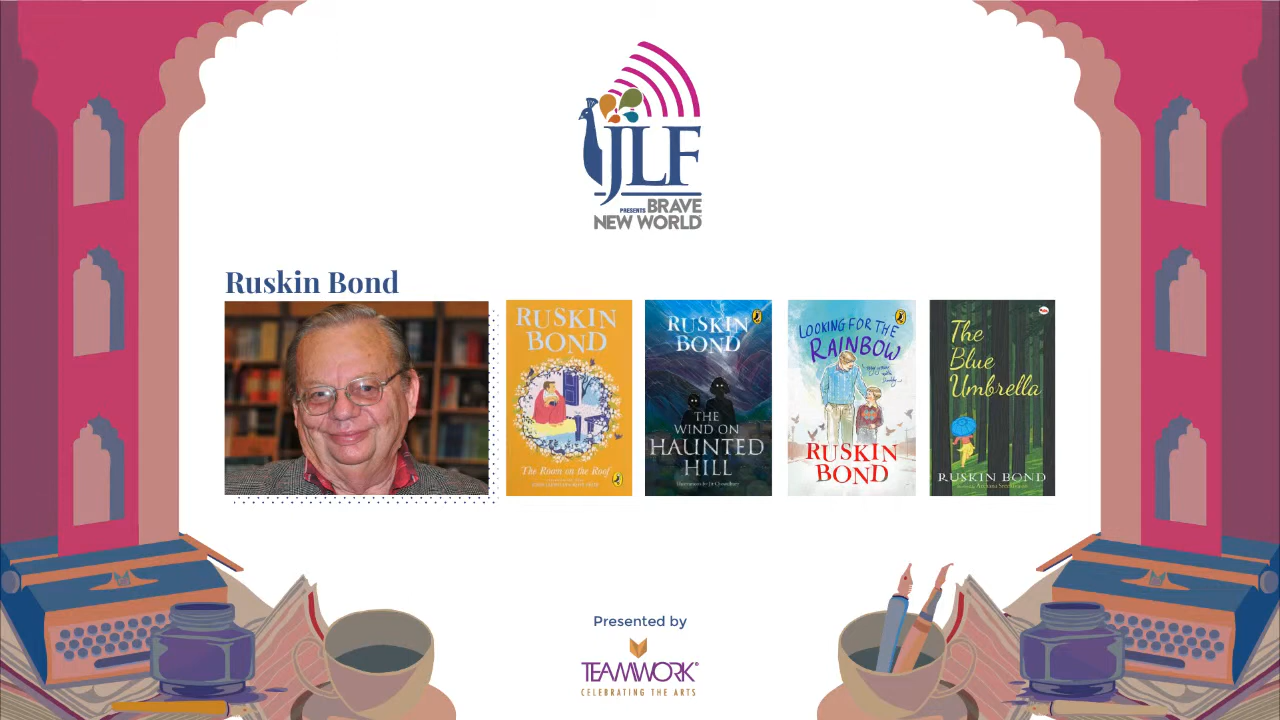 JLF
PRESENTS BRAVE
NEW WORLD
Ruskin Bond
RUSKIN
BOND
The Room on the Roof
RUSKIN
BOND
THE
WIND ON
HAUNTED
HILL
LOOKING FOR THE
RAINBOW
RUSKIN
BOND
The
Blue
Umbrella
RUSKIN BOND
Presented by
TEAMWORK®
CELEBRATING THE ARTS